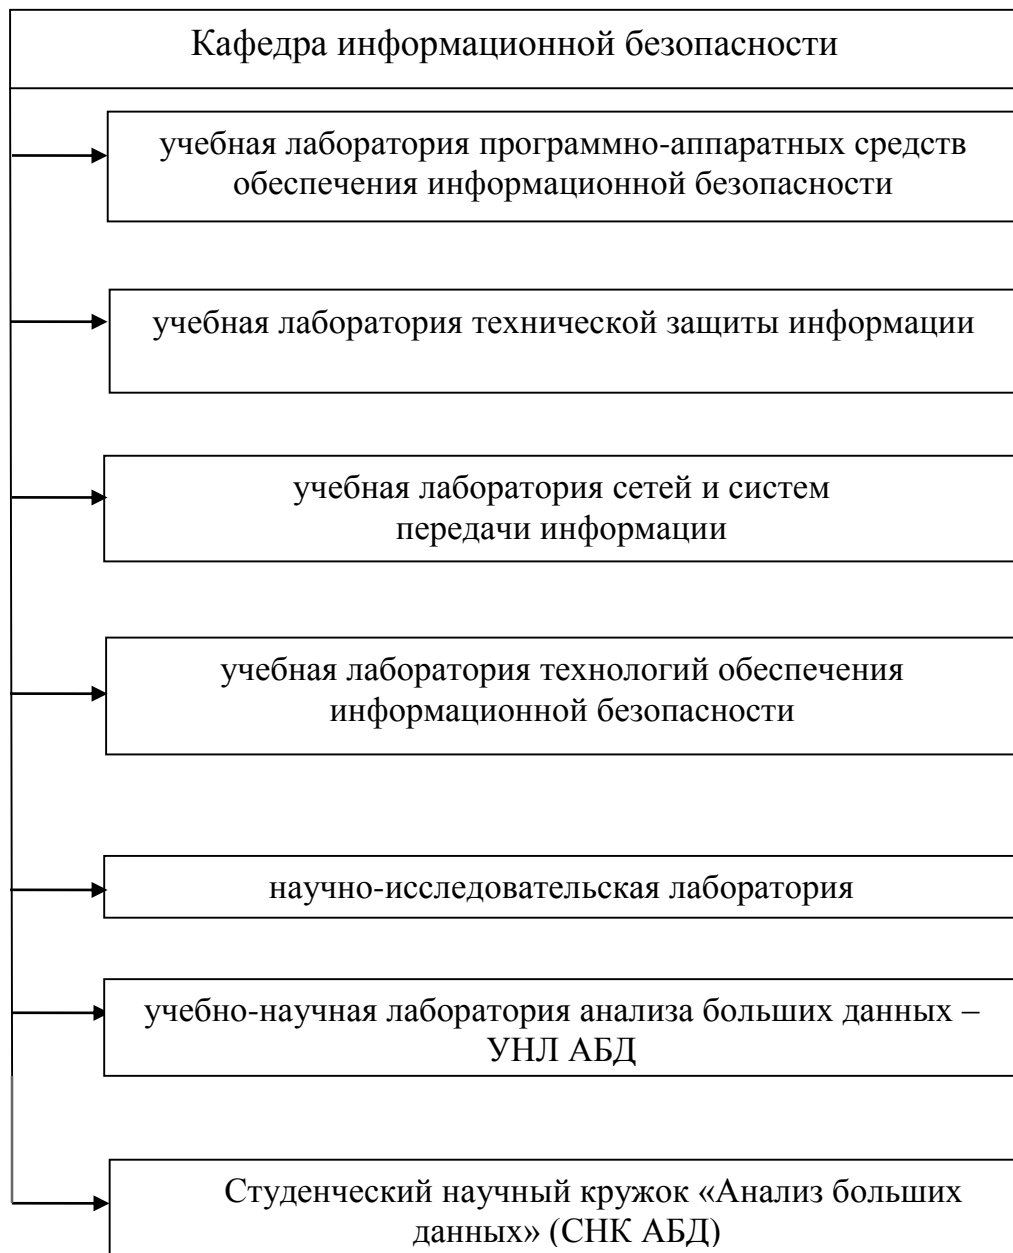 Кафедра информационной безопасности
учебная лаборатория программно-аппаратных средств
обеспечения информационной безопасности
учебная лаборатория технической защиты информации
учебная лаборатория сетей и систем
передачи информации
учебная лаборатория технологий обеспечения
информационной безопасности
научно-исследовательская лаборатория
учебно-научная лаборатория анализа больших данных –
УНЛ АБД
Студенческий научный кружок «Анализ больших
данных» (СНК АБД)